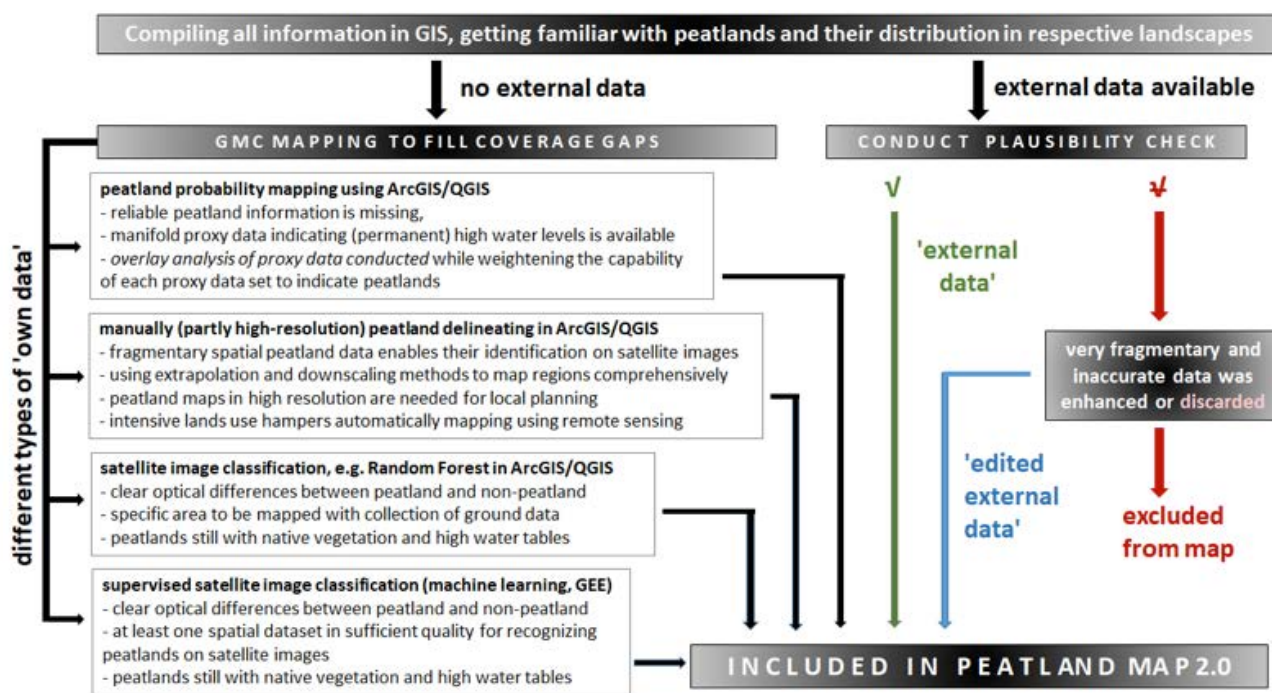 Compiling all information in GIS, getting familiar with peatlands and their distribution in respective landscapes
no external data
external data available
GMC MAPPING TO FILL COVERAGE GAPS
CONDUCT PLAUSIBILITY CHECK
different types of 'own data'
peatland probability mapping using ArcGIS/QGIS
- reliable peatland information is missing,
- manifold proxy data indicating (permanent) high water levels is available
- overlay analysis of proxy data conducted while weightening the capability
of each proxy data set to indicate peatlands
manually (partly high-resolution) peatland delineating in ArcGIS/QGIS
- fragmentary spatial peatland data enables their identification on satellite images
- using extrapolation and downscaling methods to map regions comprehensively
- peatland maps in high resolution are needed for local planning
- intensive lands use hampers automatically mapping using remote sensing
satellite image classification, e.g. Random Forest in ArcGIS/QGIS
- clear optical differences between peatland and non-peatland
- specific area to be mapped with collection of ground data
- peatlands still with native vegetation and high water tables
supervised satellite image classification (machine learning, GEE)
- clear optical differences between peatland and non-peatland
- at least one spatial dataset in sufficient quality for recognizing
peatlands on satellite images
- peatlands still with native vegetation and high water tables
√
√
'external
data'
very fragmentary and
inaccurate data was
enhanced or discarded
'edited
external
data'
excluded
from map
INCLUDED IN PEATLAND MAP 2.0